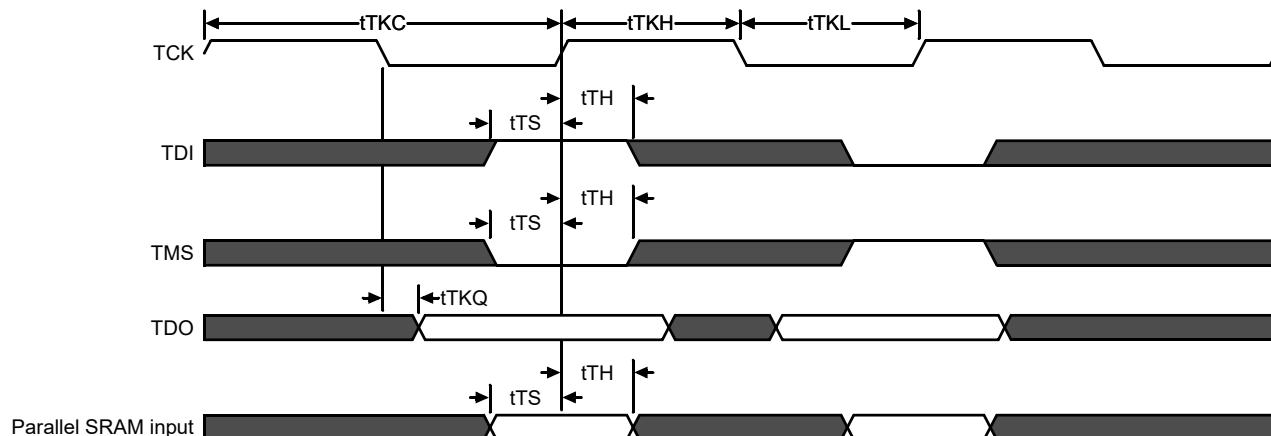 tTKC tTKH tTKL
TCK
tTH
tTS
TDI
tTH
tTS
TMS
tTKQ
TDO
tTH
tTS
Parallel SRAM input